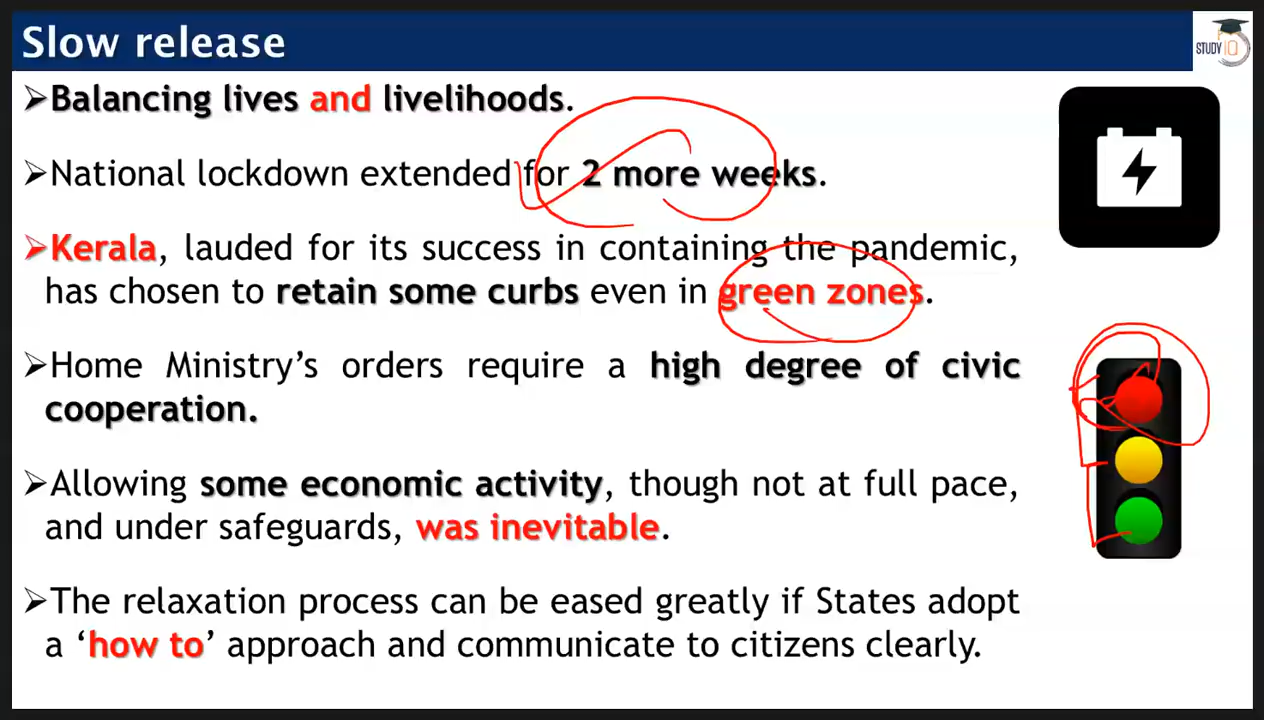 Slow release
STUDY IQ
➢Balancing lives and livelihoods.
➢National lockdown extended for 2 more weeks.
➢Kerala, lauded for its success in containing the pandemic,
has chosen to retain some curbs even in green zones.
➢Home Ministry’s orders require a high degree of civic
cooperation.
➢Allowing some economic activity, though not at full pace,
and under safeguards, was inevitable.
➢The relaxation process can be eased greatly if States adopt
a ‘how to’ approach and communicate to citizens clearly.